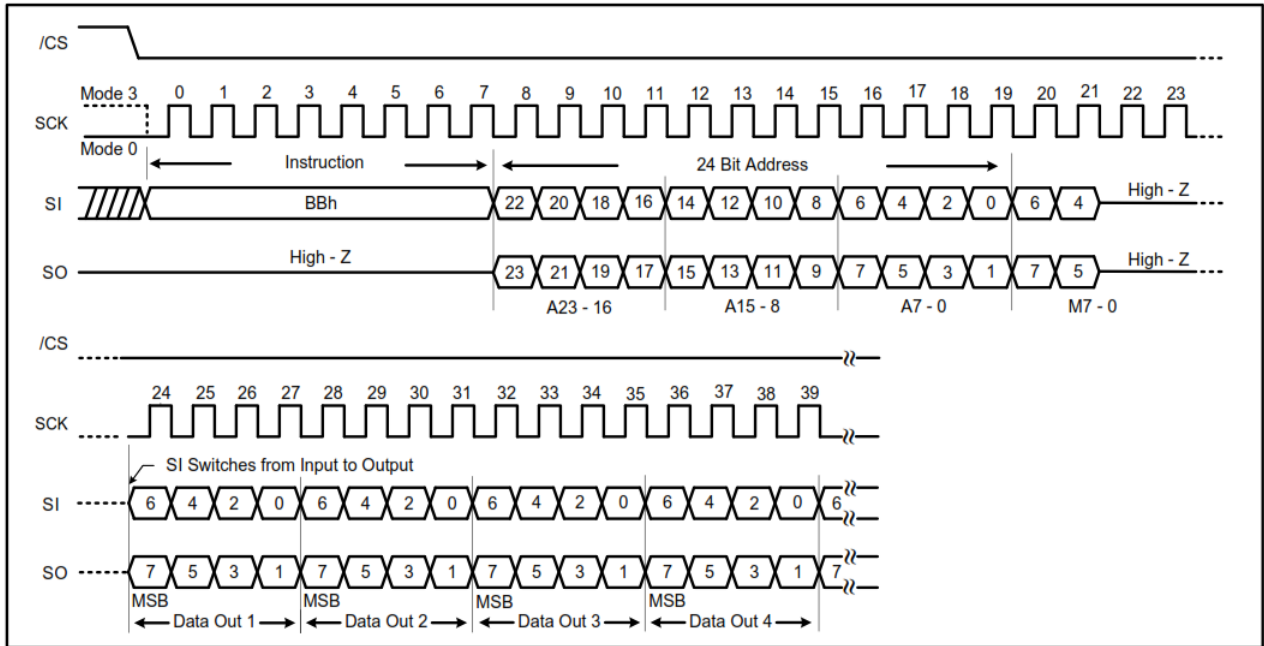 /CS
Mode 3 0 1 2 3 4 5 6 7 8 9 10 11 12 13 14 15 16 17 18 19 20 21 22 23
SCK
Mode 0
Instruction 24 Bit Address
SI BBh 22 20 18 16 14 12 10 8 6 4 2 0 6 4 High - Z
SO High - Z 23 21 19 17 15 13 11 9 7 5 3 1 7 5 High - Z
A23 - 16 A15 - 8 A7 - 0 M7 - 0
/CS
24 25 26 27 28 29 30 31 32 33 34 35 36 37 38 39
SCK
SI Switches from Input to Output
SI 6 4 2 0 6 4 2 0 6 4 2 0 6 4 2 0 6
SO 7 5 3 1 7 5 3 1 7 5 3 1 7 5 3 1 7
MSB MSB MSB MSB
Data Out 1 Data Out 2 Data Out 3 Data Out 4